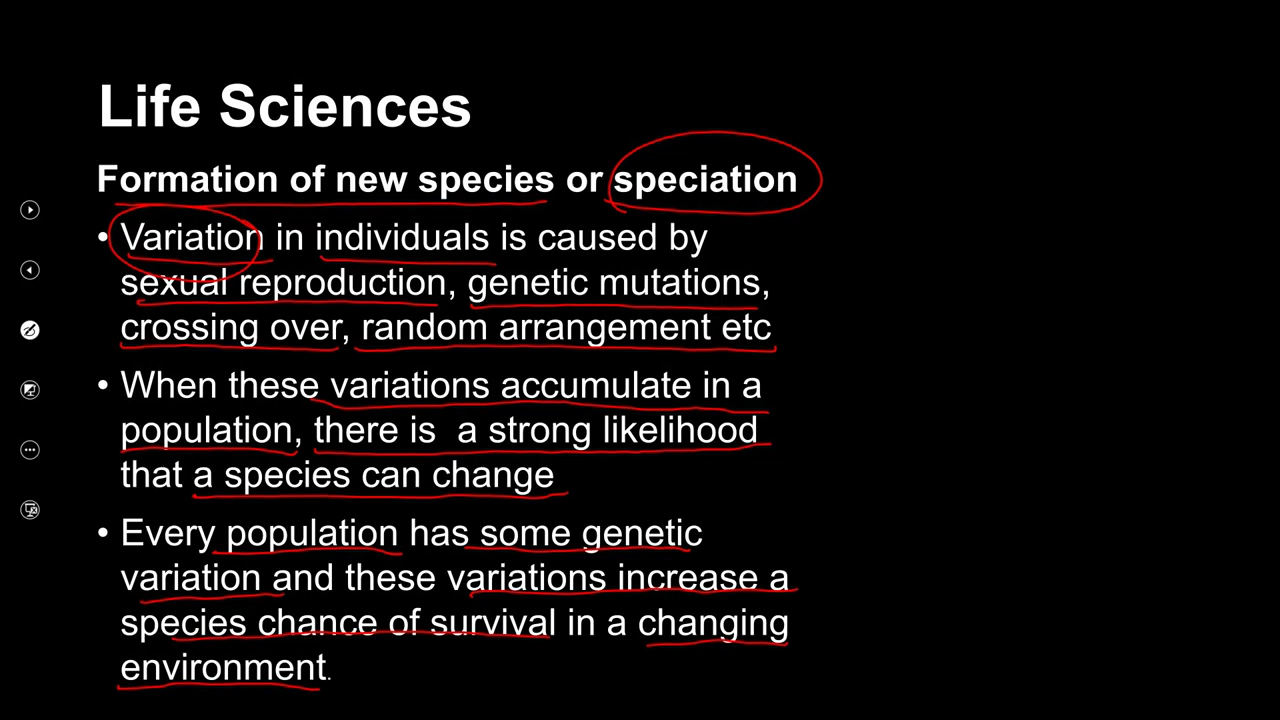 Life Sciences
Formation of new species or speciation
• Variation in individuals is caused by
sexual reproduction, genetic mutations,
crossing over, random arrangement etc
• When these variations accumulate in a
population, there is a strong likelihood
that a species can change
• Every population has some genetic
variation and these variations increase a
species chance of survival in a changing
environment.